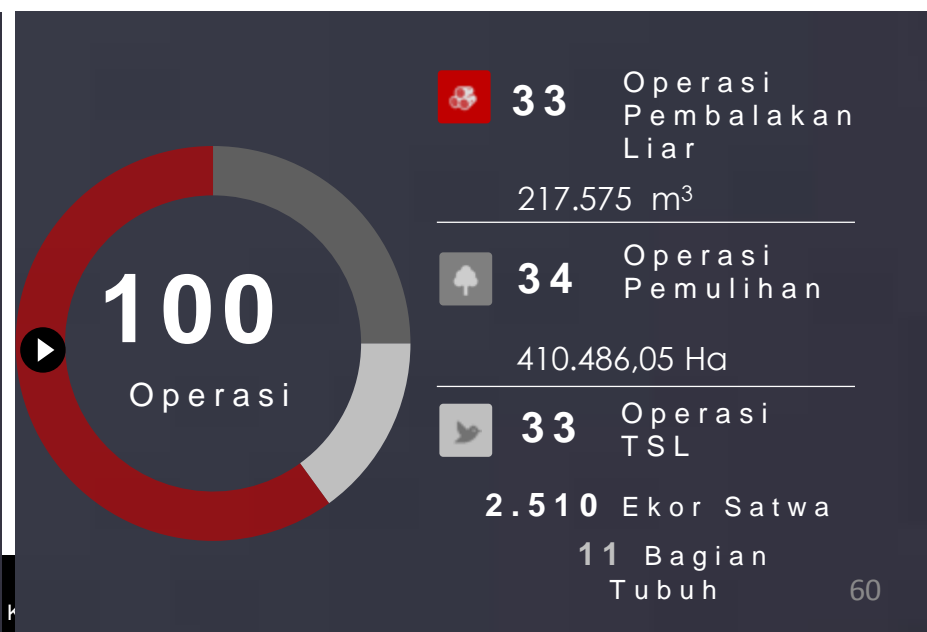 100
Operasi
33 Operasi
Pembalakan
Liar
217.575 m³
34 Operasi
Pemulihan
410.486,05 Ha
33 Operasi
TSL
2.510 Ekor Satwa
11 Bagian
Tubuh
60